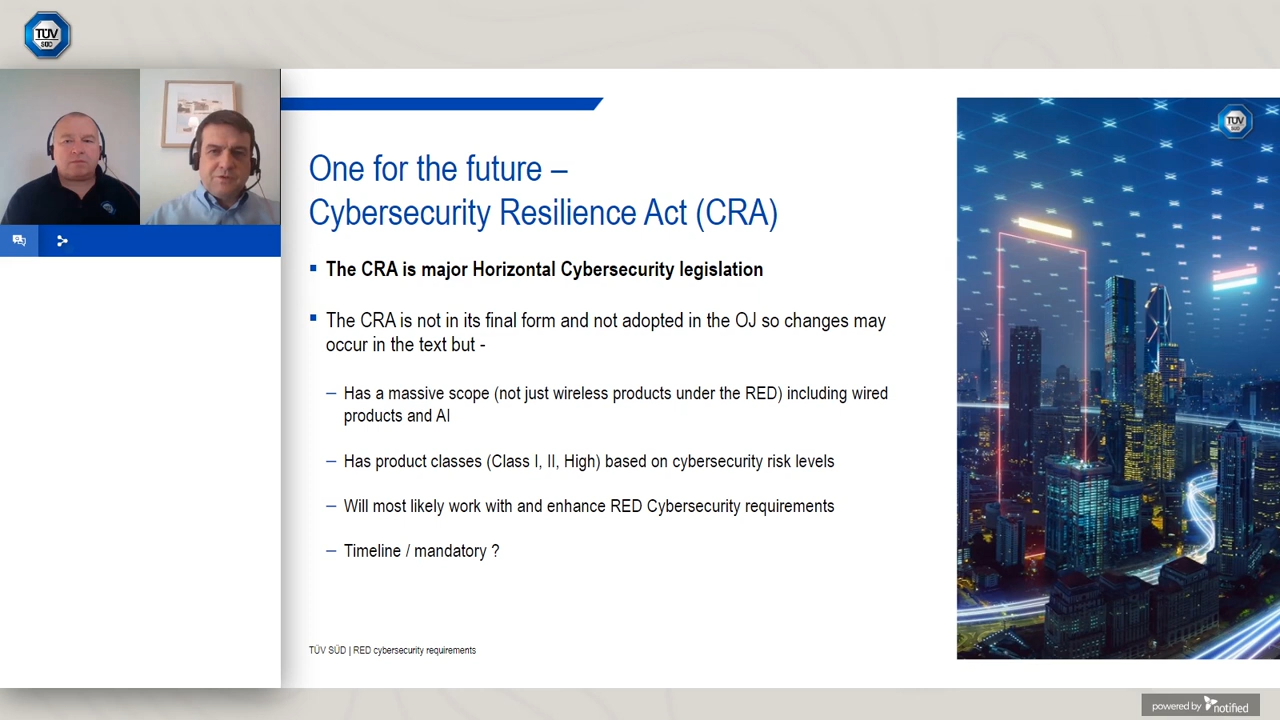 TÜV
SÜD
One for the future –
Cybersecurity Resilience Act (CRA)
The CRA is major Horizontal Cybersecurity legislation
The CRA is not in its final form and not adopted in the OJ so changes may
occur in the text but -
– Has a massive scope (not just wireless products under the RED) including wired
products and AI
– Has product classes (Class I, II, High) based on cybersecurity risk levels
– Will most likely work with and enhance RED Cybersecurity requirements
– Timeline / mandatory ?
TÜV SÜD | RED cybersecurity requirements
TÜV
SÜD
powered by notified